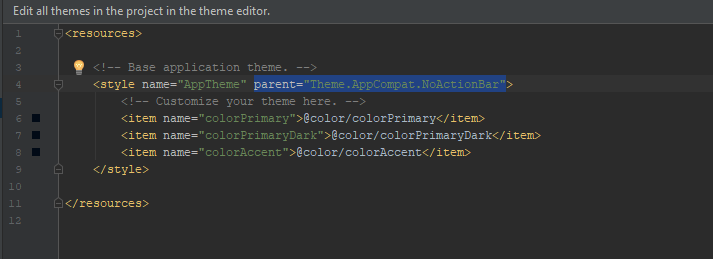 Edit all themes in the project in the theme editor.
1 <resources>
2
3 <!-- Base application theme. -->
4 <style name="AppTheme" parent="Theme.AppCompat.NoActionBar">
5 <!-- Customize your theme here. -->
6 <item name="colorPrimary">@color/colorPrimary</item>
7 <item name="colorPrimaryDark">@color/colorPrimaryDark</item>
8 <item name="colorAccent">@color/colorAccent</item>
9 </style>
10
11 </resources>
12